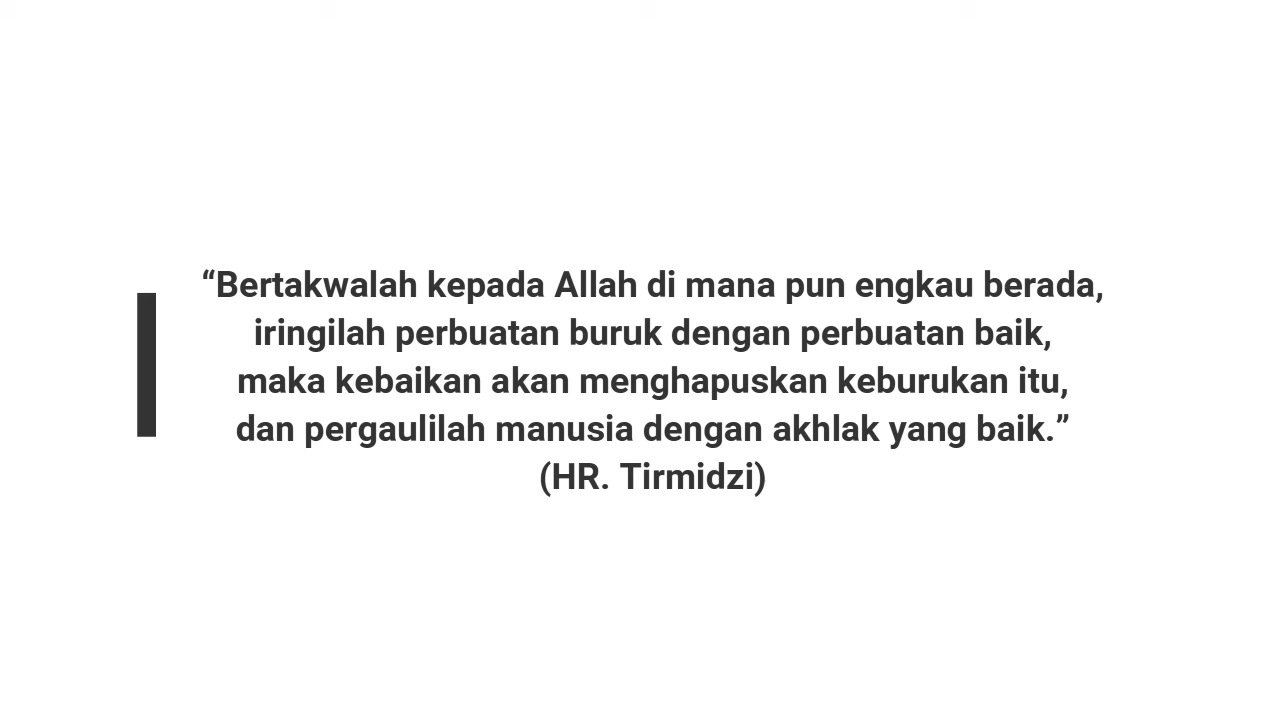 “Bertakwalah kepada Allah di mana pun engkau berada,
iringilah perbuatan buruk dengan perbuatan baik,
maka kebaikan akan menghapuskan keburukan itu,
dan pergaulilah manusia dengan akhlak yang baik.”
(HR. Tirmidzi)